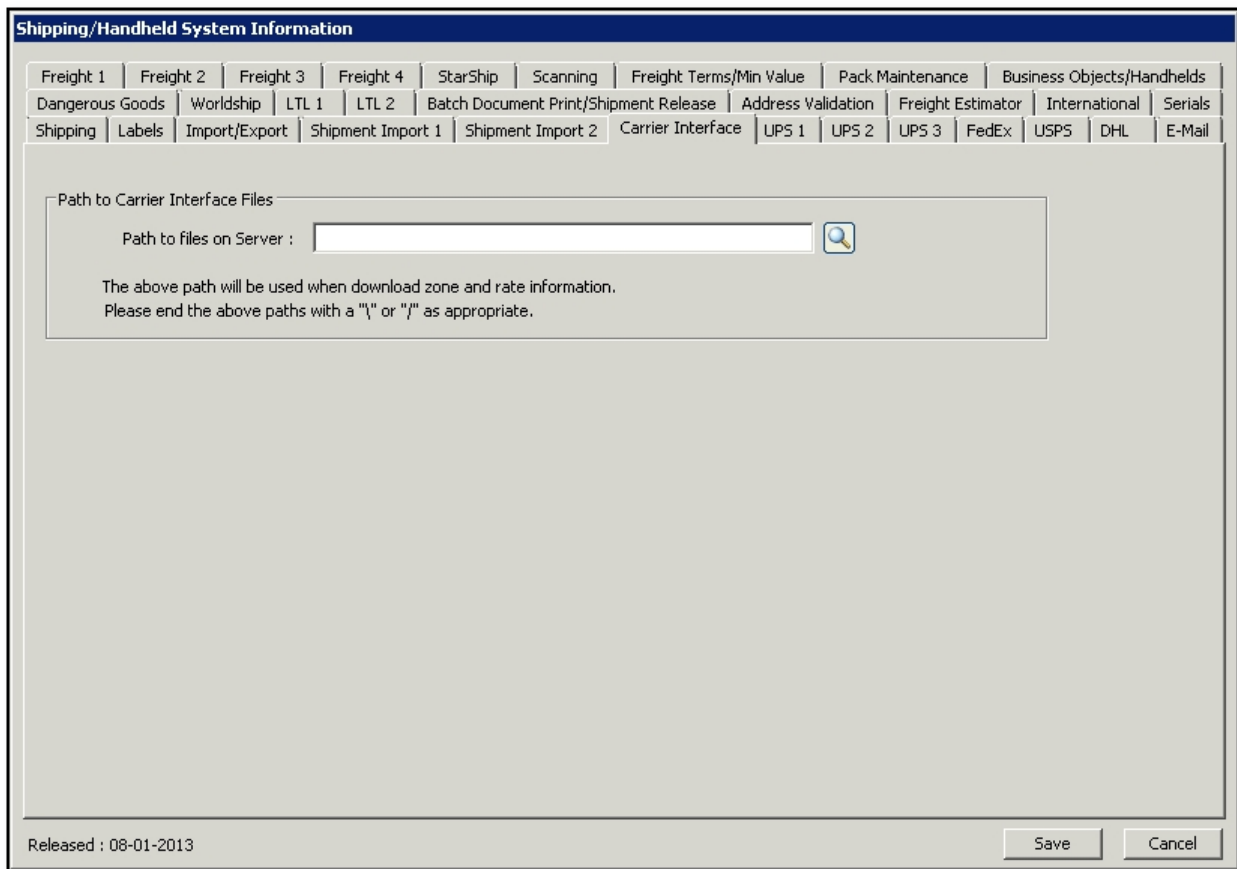 Shipping/Handheld System Information
Freight 1 Freight 2 Freight 3 Freight 4 StarShip Scanning Freight Terms/Min Value Pack Maintenance Business Objects/Handhelds
Dangerous Goods Worldship LTL 1 LTL 2 Batch Document Print/Shipment Release Address Validation Freight Estimator International Serials
Shipping Labels Import/Export Shipment Import 1 Shipment Import 2 Carrier Interface UPS 1 UPS 2 UPS 3 FedEx USPS DHL E-Mail
Path to Carrier Interface Files
Path to files on Server :
The above path will be used when download zone and rate information.
Please end the above paths with a "\" or "/" as appropriate.
Released : 08-01-2013 Save Cancel